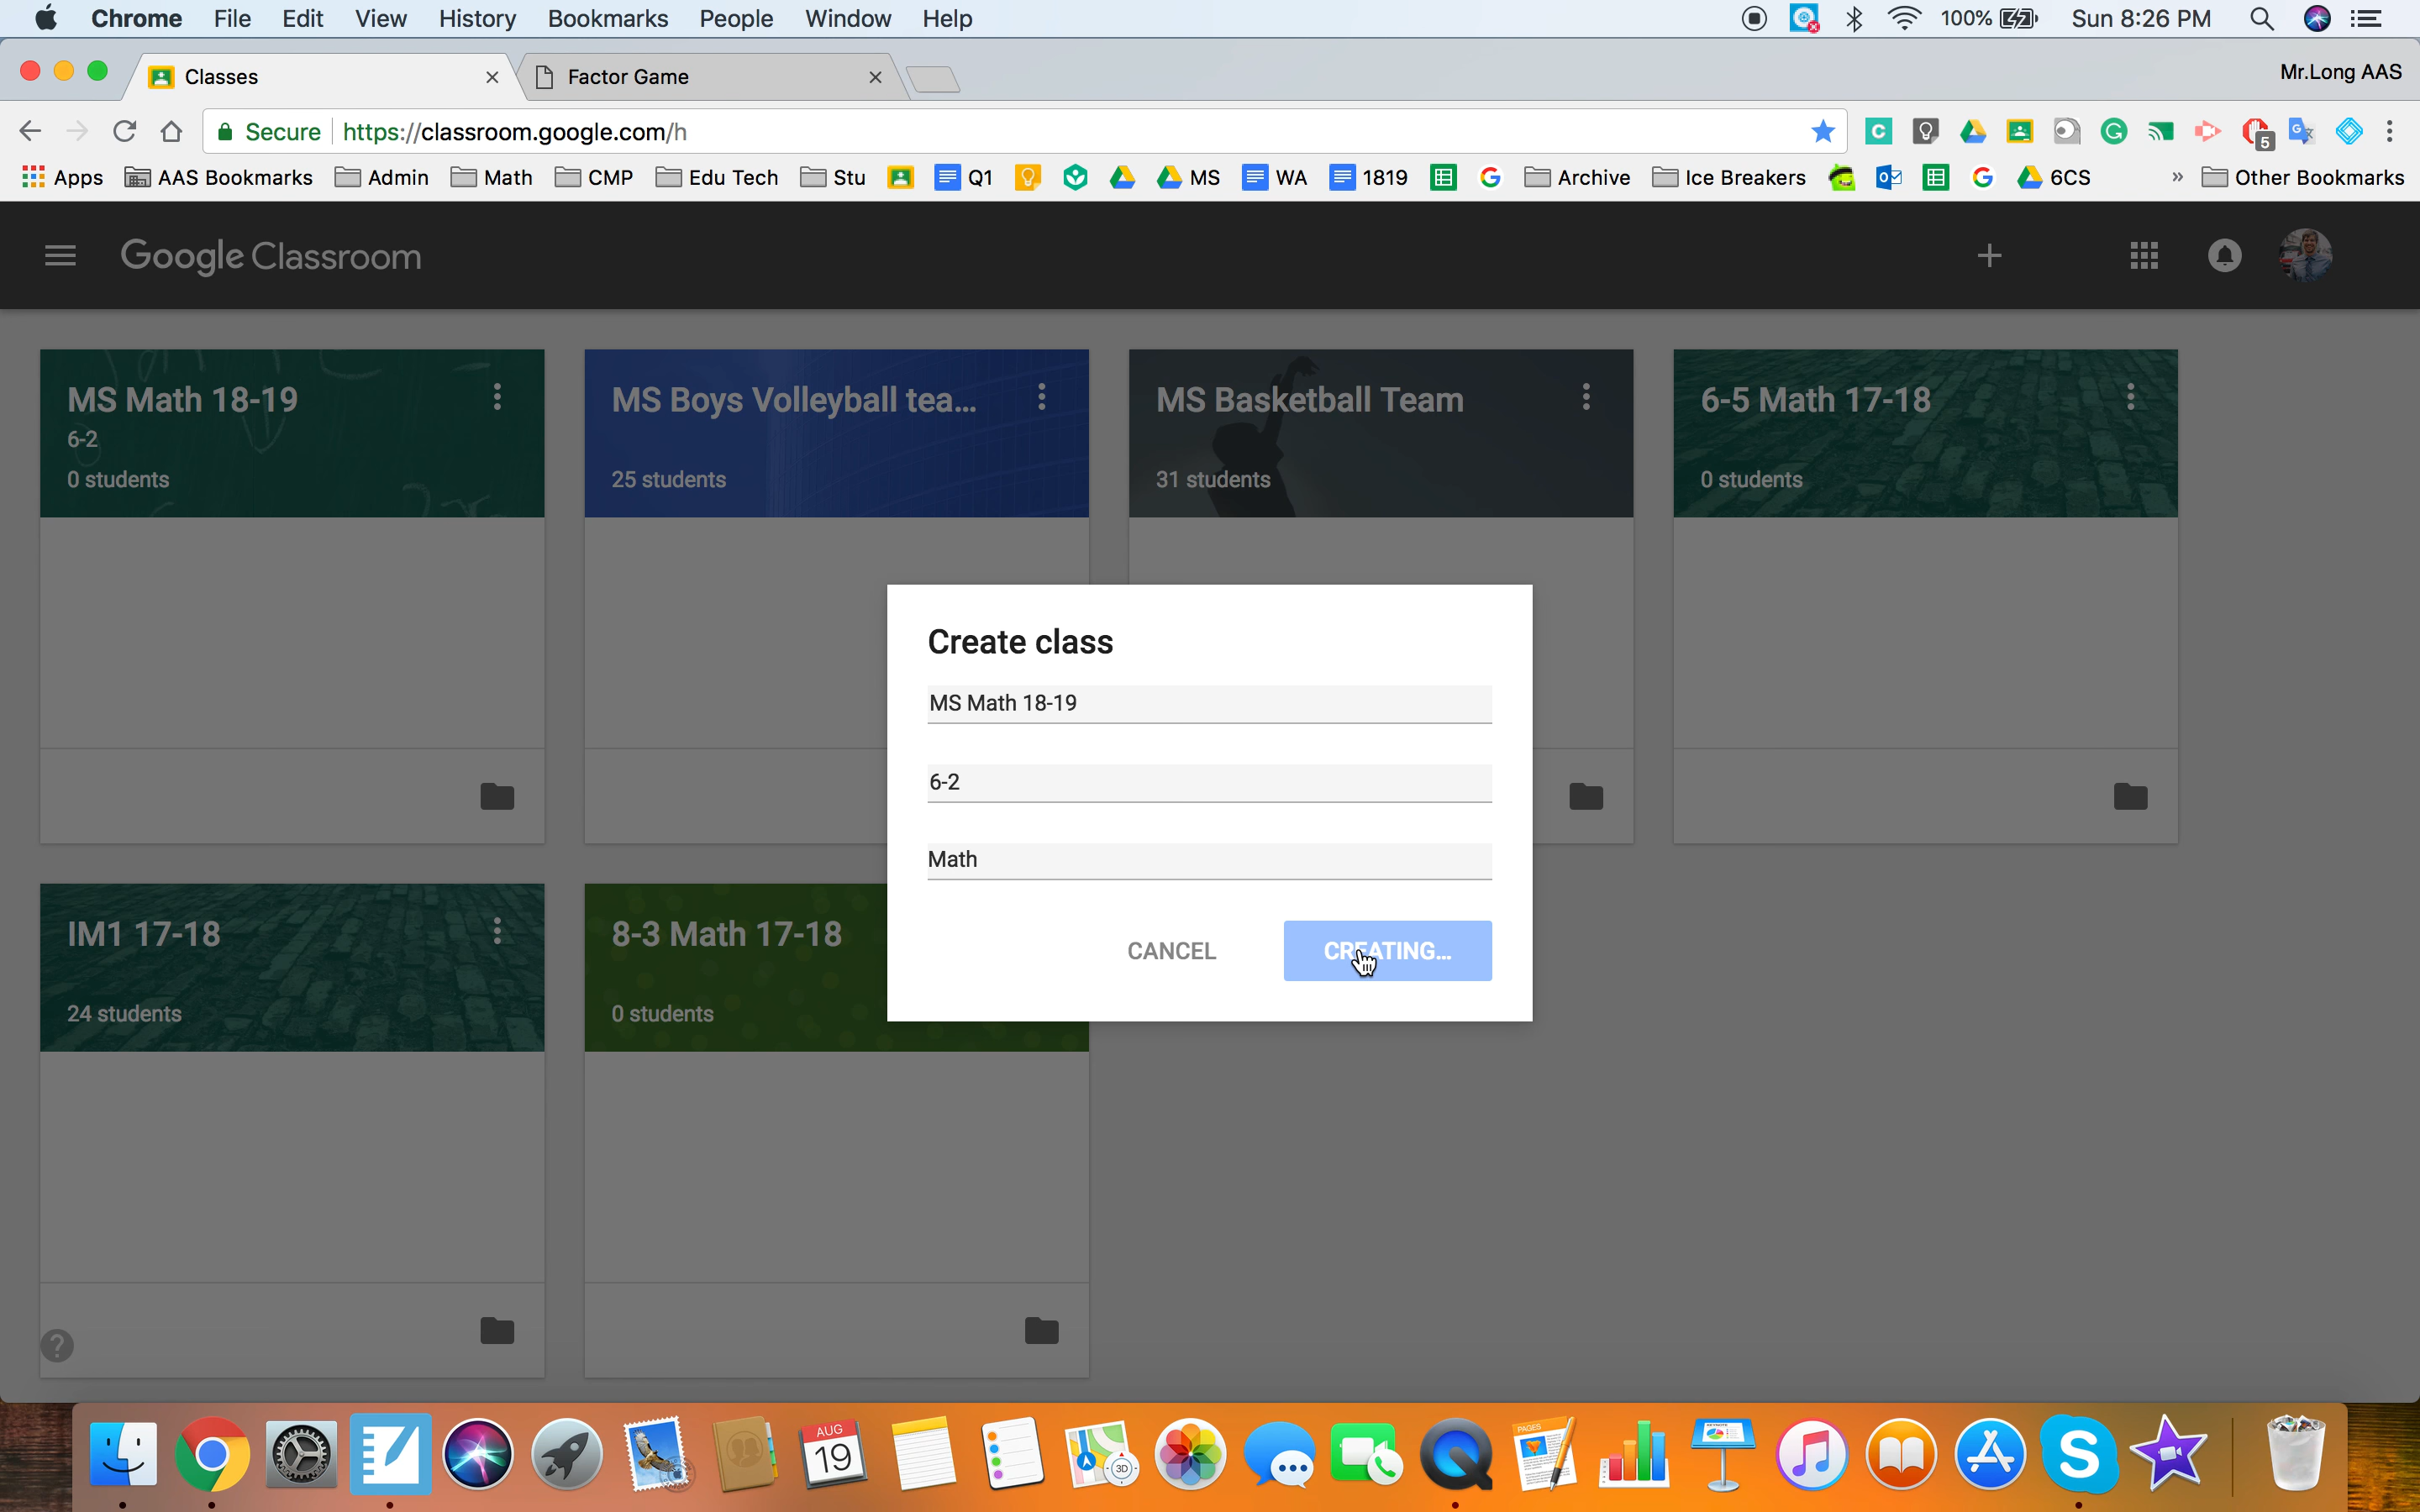 Chrome File Edit View History Bookmarks People Window Help 100% Sun 8:26 PM
Classes Factor Game Mr.Long AAS
Secure https://classroom.google.com/h C 5 G
Apps AAS Bookmarks Admin Math CMP Edu Tech Stu Q1 MS WA 1819 Archive Ice Breakers 6CS » Other Bookmarks
Google Classroom
MS Math 18-19
6-2
0 students
MS Boys Volleyball tea...
25 students
MS Basketball Team
31 students
6-5 Math 17-18
0 students
Create class
MS Math 18-19
6-2
Math
CANCEL CREATING...
IM1 17-18
24 students
8-3 Math 17-18
0 students
?
AUG
19
3D
PAGES
S